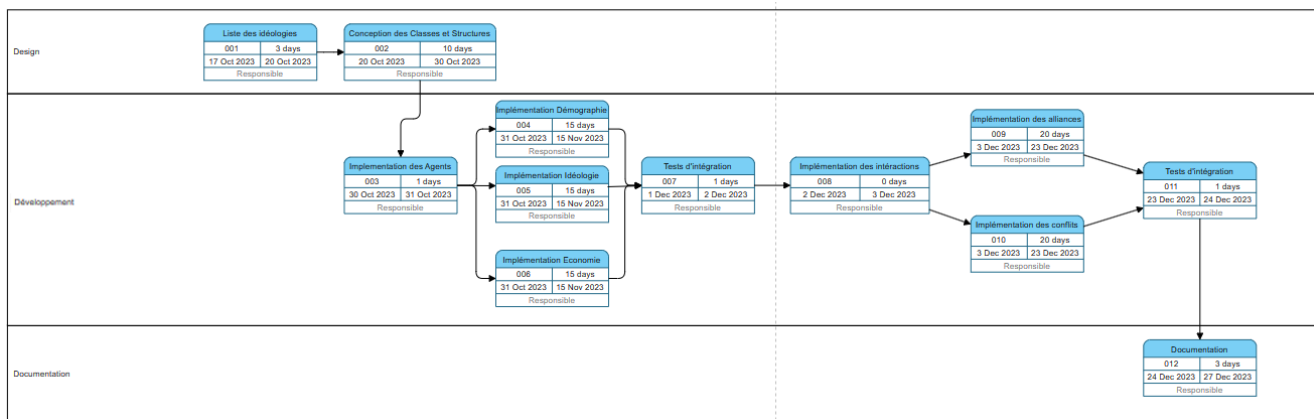 Design
Liste des idéologies
001 3 days
17 Oct 2023 20 Oct 2023
Responsible
Conception des Classes et Structures
002 10 days
20 Oct 2023 30 Oct 2023
Responsible
Développement
Implementation des Agents
003 1 days
30 Oct 2023 31 Oct 2023
Responsible
Implémentation Démographie
004 15 days
31 Oct 2023 15 Nov 2023
Responsible
Implémentation Idéologie
005 15 days
31 Oct 2023 15 Nov 2023
Responsible
Implémentation Economie
006 15 days
31 Oct 2023 15 Nov 2023
Responsible
Tests d'intégration
007 1 days
1 Dec 2023 2 Dec 2023
Responsible
Implémentation des intéractions
008 0 days
2 Dec 2023 3 Dec 2023
Responsible
Implémentation des alliances
009 20 days
3 Dec 2023 23 Dec 2023
Responsible
Implémentation des conflits
010 20 days
3 Dec 2023 23 Dec 2023
Responsible
Tests d'intégration
011 1 days
23 Dec 2023 24 Dec 2023
Responsible
Documentation
Documentation
012 3 days
24 Dec 2023 27 Dec 2023
Responsible